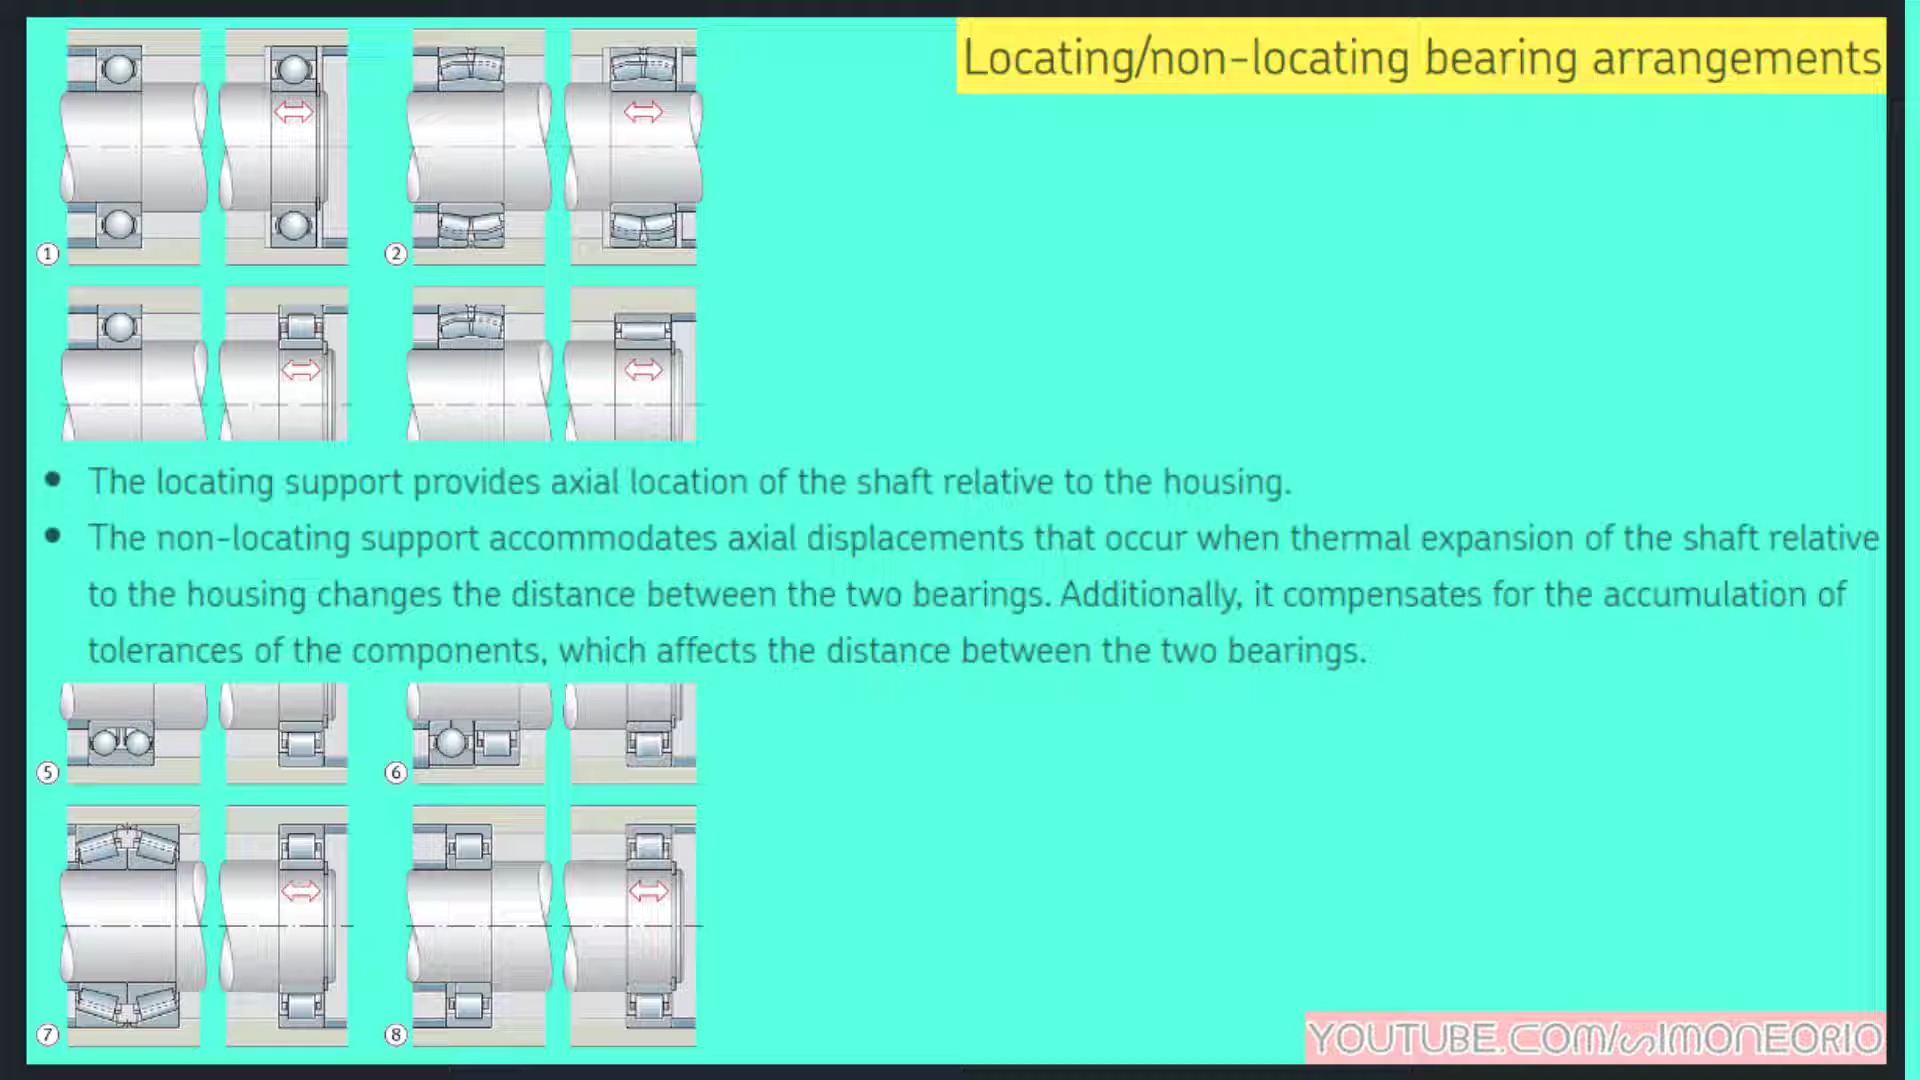 Locating/non-locating bearing arrangements
1
2
• The locating support provides axial location of the shaft relative to the housing.
• The non-locating support accommodates axial displacements that occur when thermal expansion of the shaft relative
to the housing changes the distance between the two bearings. Additionally, it compensates for the accumulation of
tolerances of the components, which affects the distance between the two bearings.
5
6
7
8
YOUTUBE.COM/SIMONEORIO